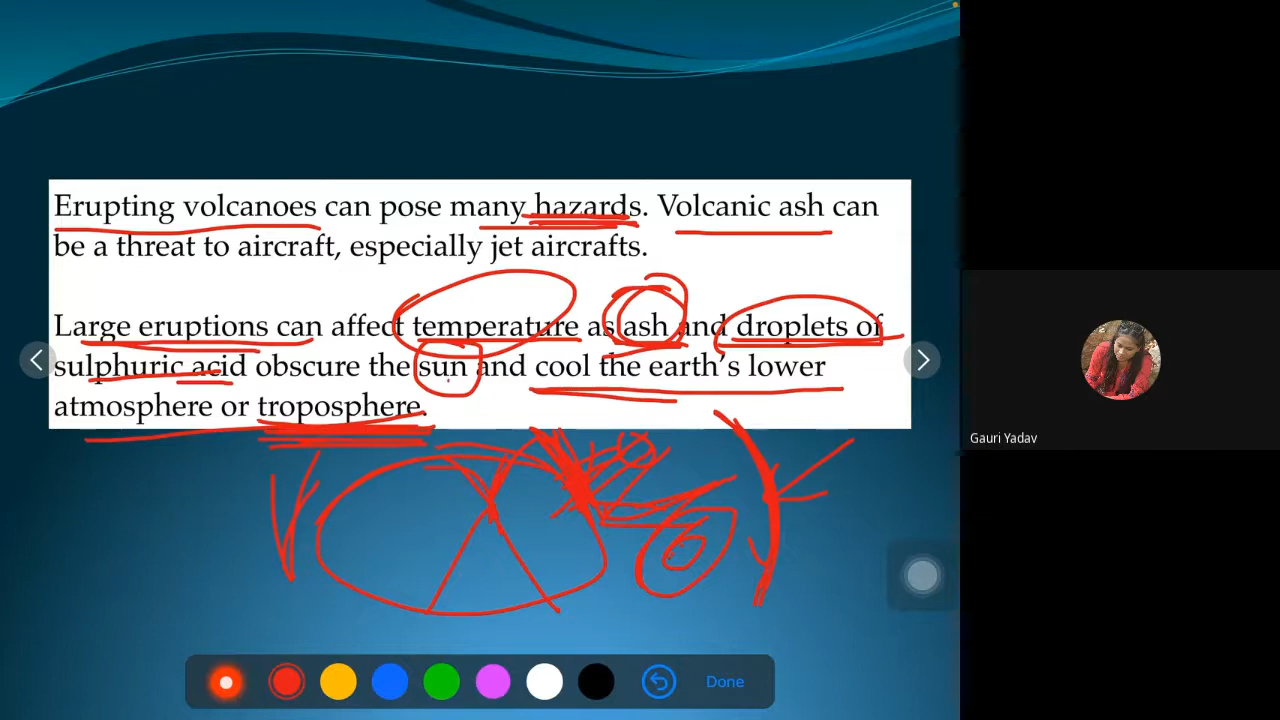 Erupting volcanoes can pose many hazards. Volcanic ash can
be a threat to aircraft, especially jet aircrafts.
Large eruptions can affect temperature as ash and droplets of
sulphuric acid obscure the sun and cool the earth's lower
atmosphere or troposphere.
Gauri Yadav
Done